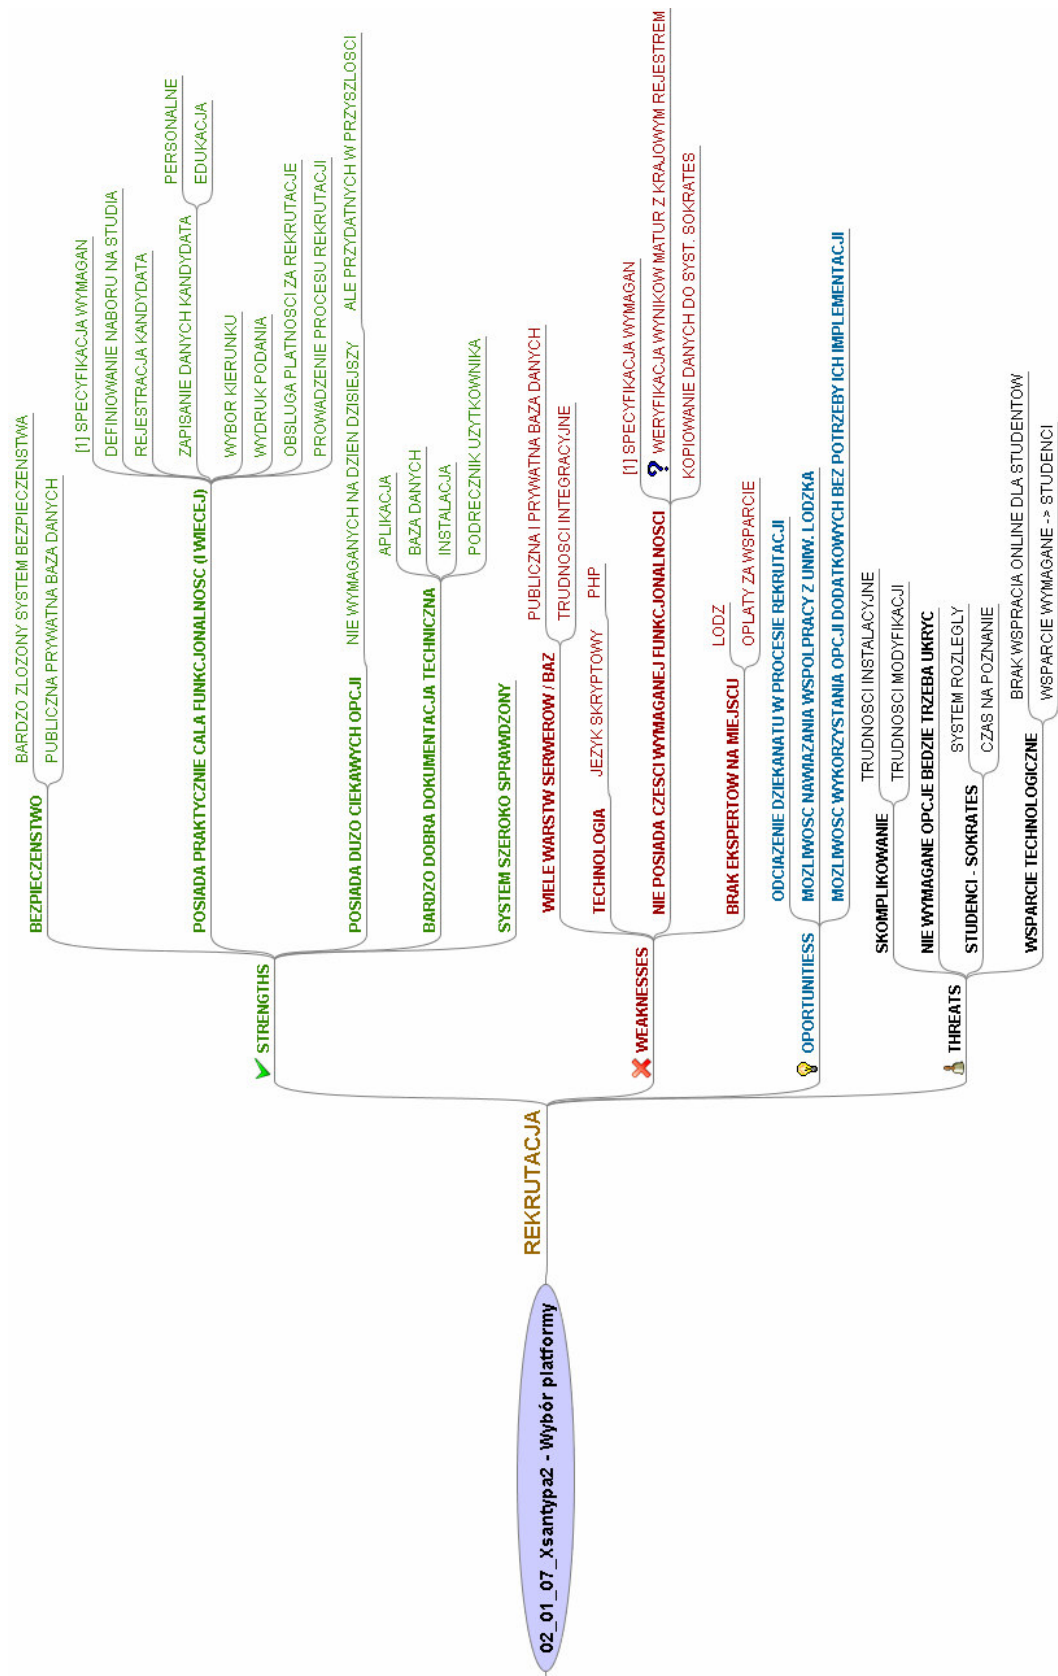 02_01_07_Xsantypa2 - Wybór platformy
REKRUTACJA
STRENGTHS
BEZPIECZENSTWO
BARDZO ZLOZONY SYSTEM BEZPIECZENSTWA
PUBLICZNA PRYWATNA BAZA DANYCH
POSIADA PRAKTYCZNIE CALA FUNKCJONALNOSC (I WIECEJ)
[1] SPECYFIKACJA WYMAGAN
DEFINIOWANIE NABORU NA STUDIA
REJESTRACJA KANDYDATA
ZAPISANIE DANYCH KANDYDATA
PERSONALNE
EDUKACJA
WYBOR KIERUNKU
WYDRUK PODANIA
OBSLUGA PLATNOSCI ZA REKRUTACJE
PROWADZENIE PROCESU REKRUTACJI
POSIADA DUZO CIEKAWYCH OPCJI
NIE WYMAGANYCH NA DZIEN DZISIEJSZY
ALE PRZYDATNYCH W PRZYSZLOSCI
BARDZO DOBRA DOKUMENTACJA TECHNICZNA
APLIKACJA
BAZA DANYCH
INSTALACJA
PODRECZNIK UZYTKOWNIKA
SYSTEM SZEROKO SPRAWDZONY
WEAKNESSES
WIELE WARSTW SERWEROW / BAZ
PUBLICZNA I PRYWATNA BAZA DANYCH
TRUDNOSCI INTEGRACYJNE
TECHNOLOGIA
JEZYK SKRYPTOWY
PHP
NIE POSIADA CZESCI WYMAGANEJ FUNKCJONALNOSCI
[1] SPECYFIKACJA WYMAGAN
WERYFIKACJA WYNIKOW MATUR Z KRAJOWYM REJESTREM
KOPIOWANIE DANYCH DO SYST. SOKRATES
BRAK EKSPERTOW NA MIEJSCU
LODZ
OPLATY ZA WSPARCIE
OPORTUNITIESS
ODCIAZENIE DZIEKANATU W PROCESIE REKRUTACJI
MOZLIWOSC NAWIAZANIA WSPOLPRACY Z UNIW. LODZKA
MOZLIWOSC WYKORZYSTANIA OPCJI DODATKOWYCH BEZ POTRZEBY ICH IMPLEMENTACJI
THREATS
SKOMPLIKOWANIE
TRUDNOSCI INSTALACYJNE
TRUDNOSCI MODYFIKACJI
NIE WYMAGANE OPCJE BEDZIE TRZEBA UKRYC
STUDENCI - SOKRATES
SYSTEM ROZLEGLY
CZAS NA POZNANIE
WSPARCIE TECHNOLOGICZNE
BRAK WSPRACIA ONLINE DLA STUDENTOW
WSPARCIE WYMAGANE -> STUDENCI